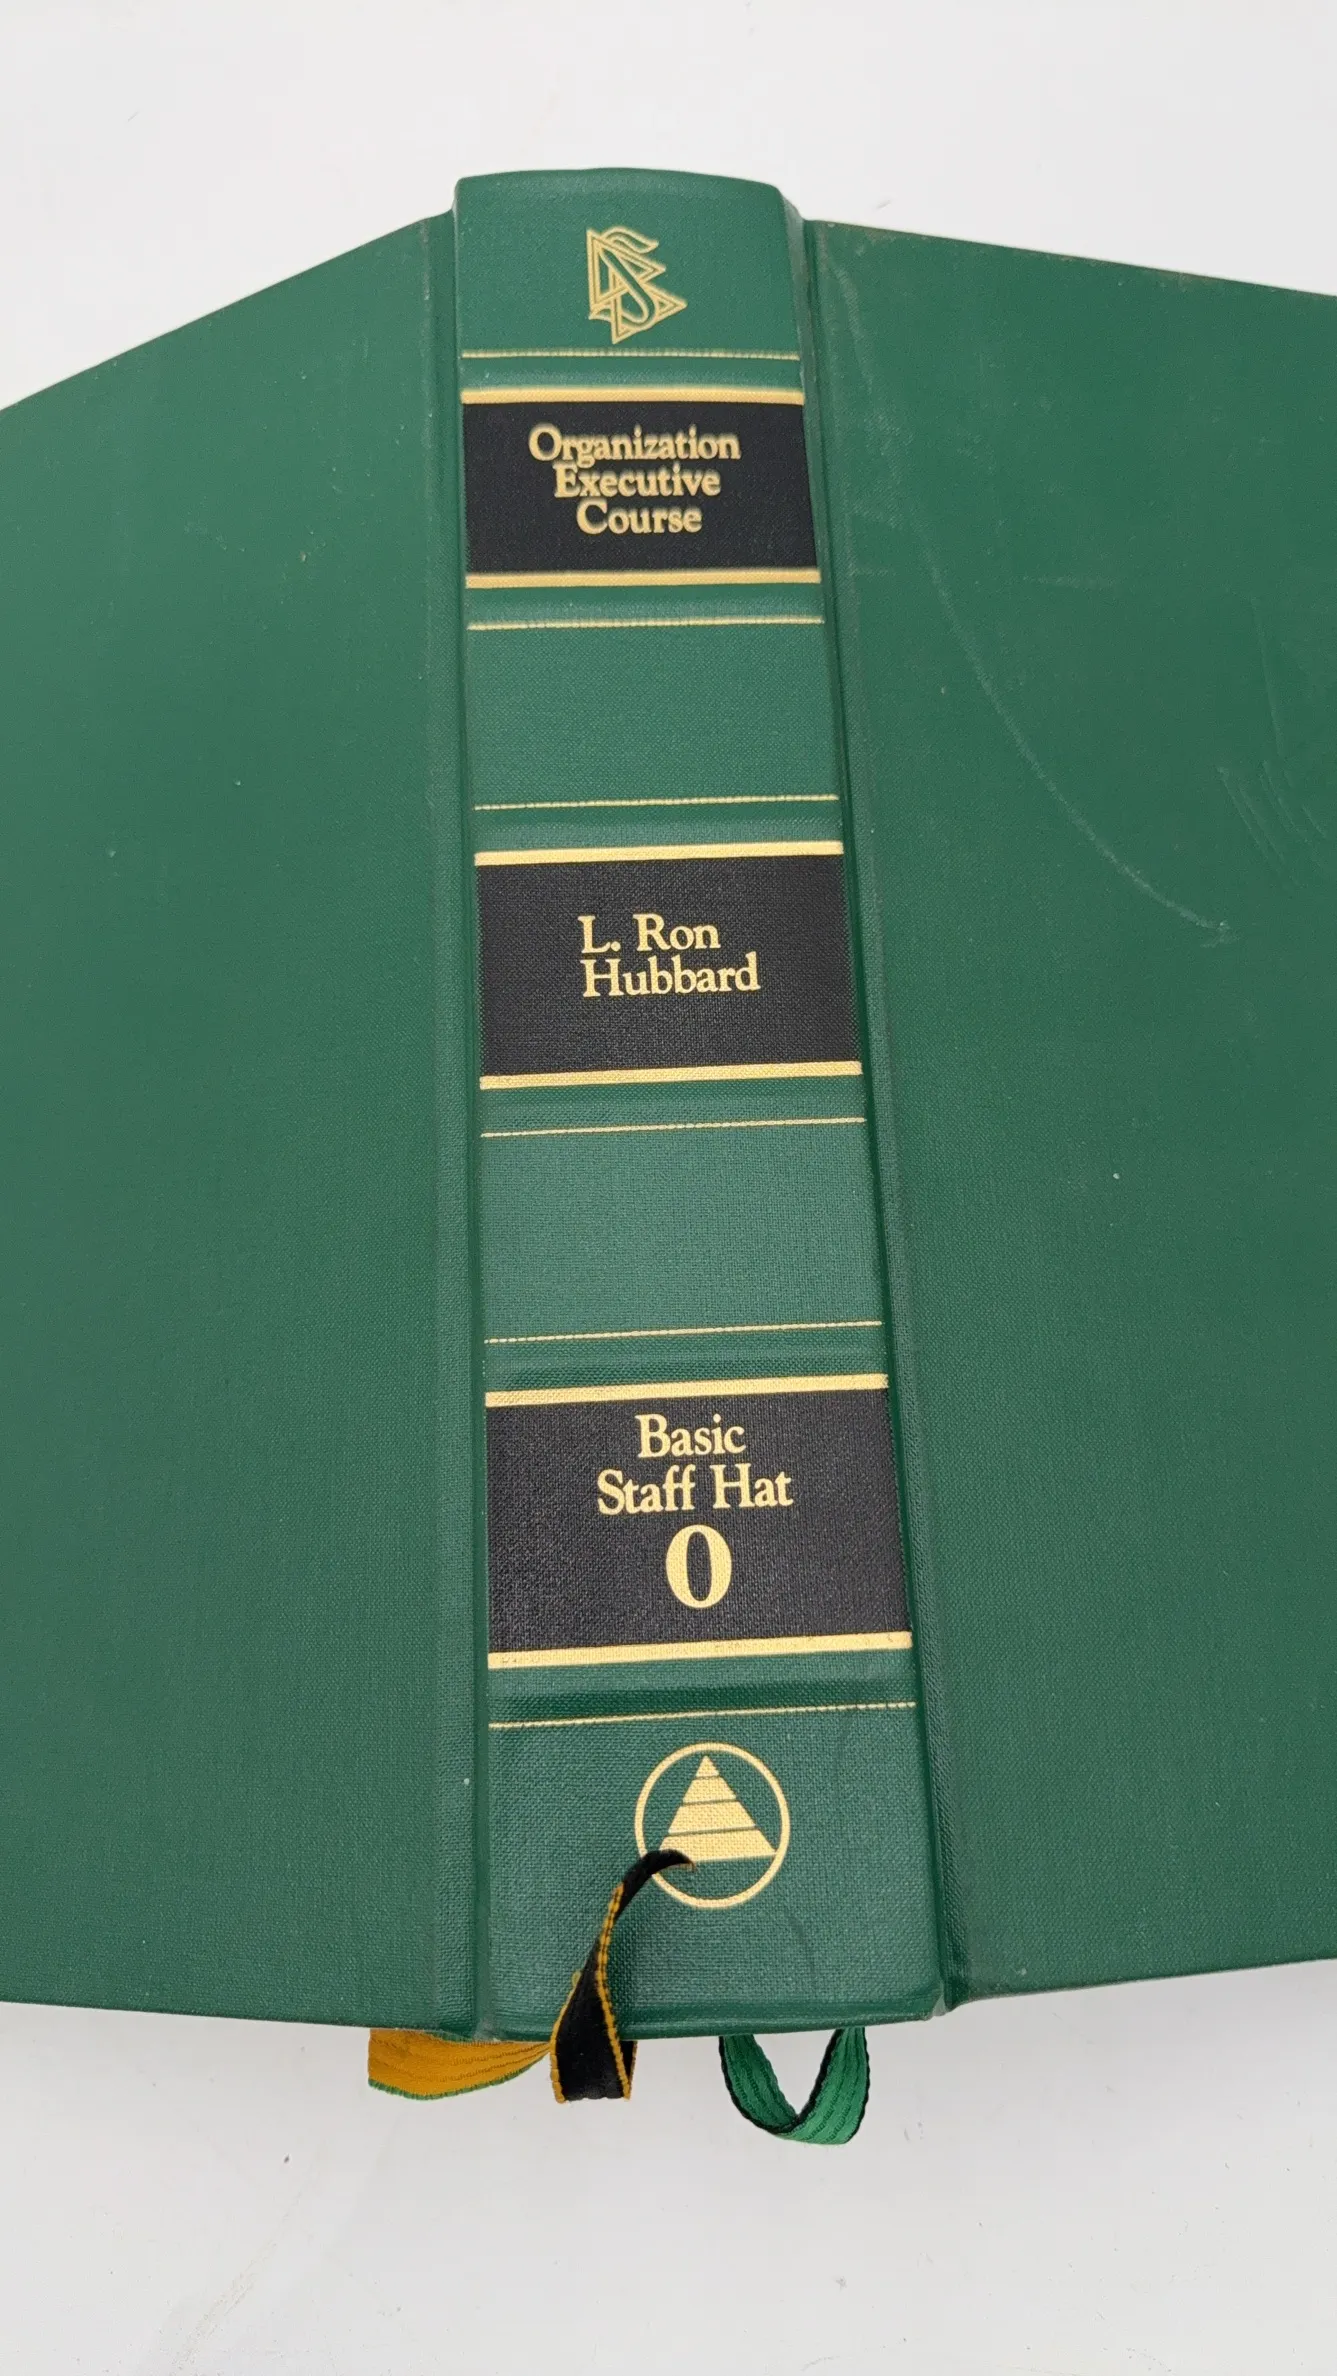 Organization
Executive
Course
L. Ron
Hubbard
Basic
Staff Hat
0